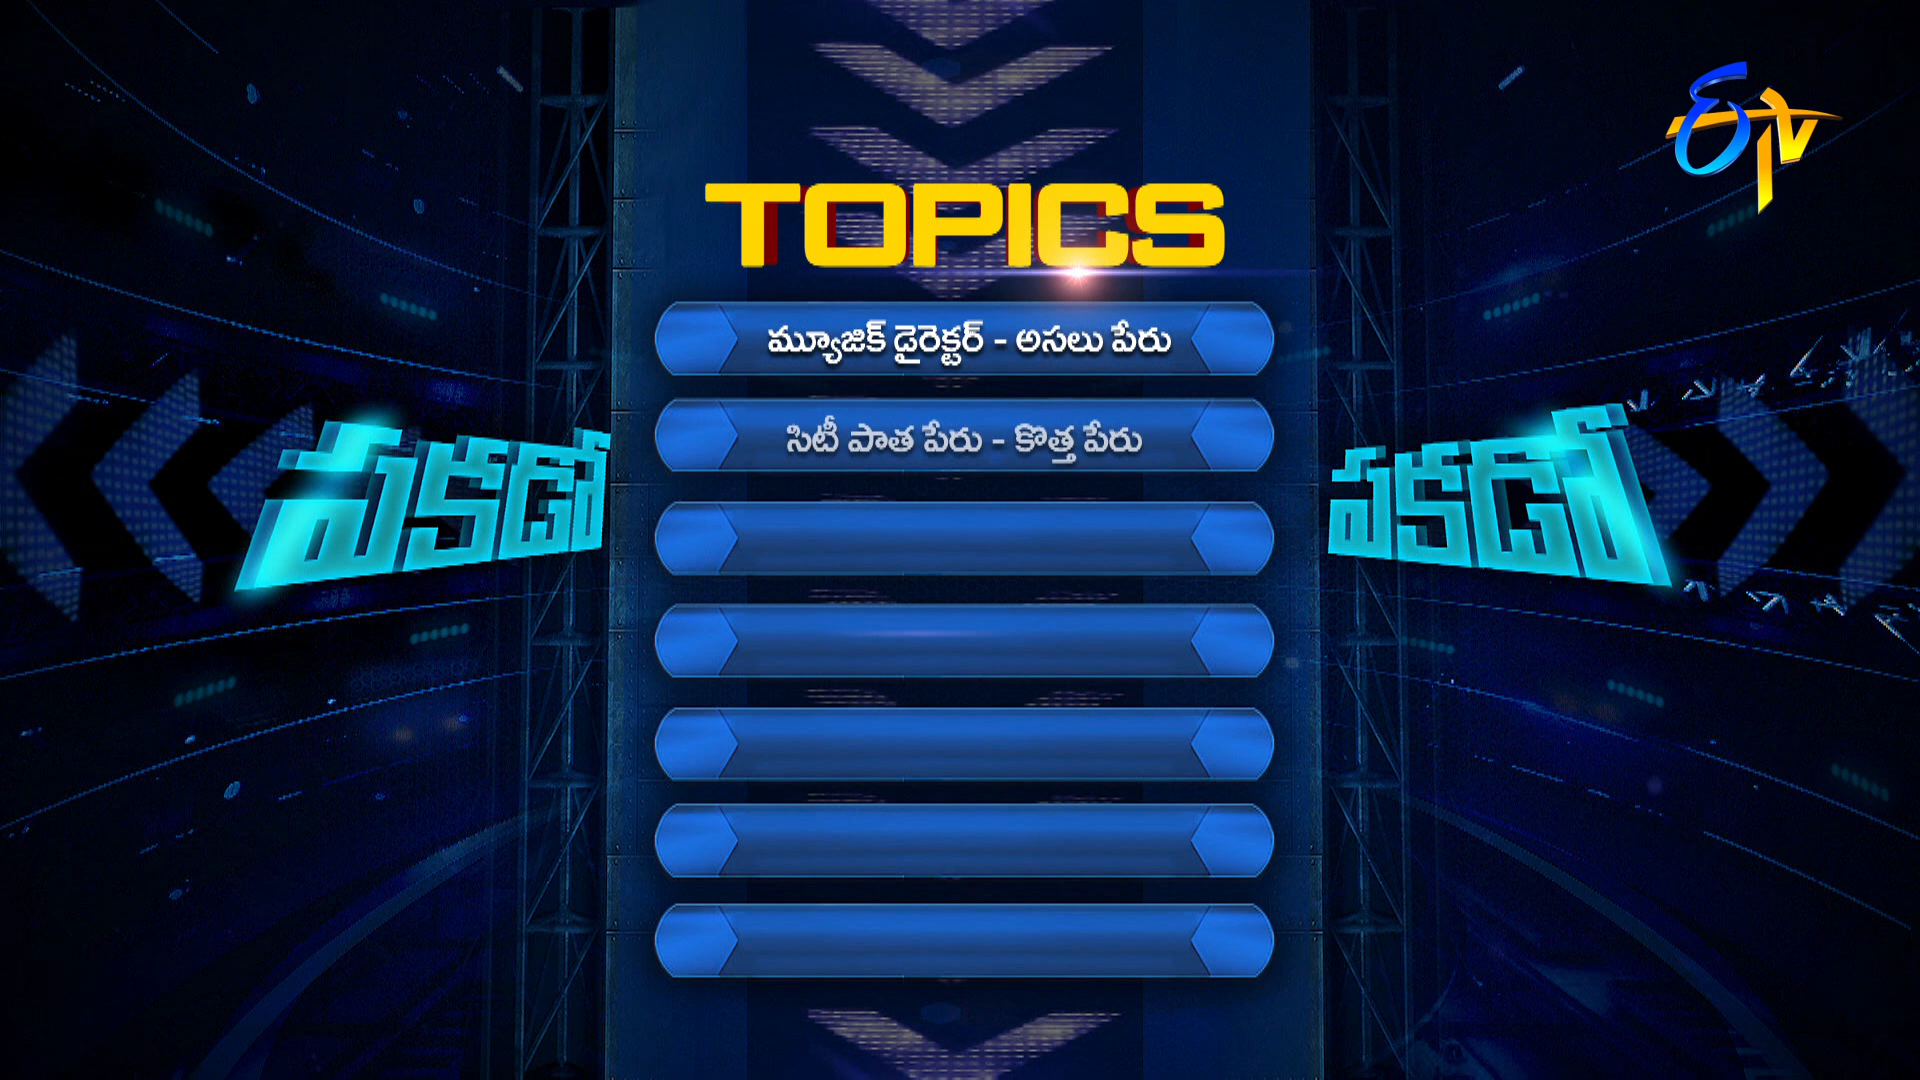 ETV
TOPICS
మ్యూజిక్ డైరెక్టర్ - అసలు పేరు
సిటీ పాత పేరు - కొత్త పేరు
పకడో
పకడో